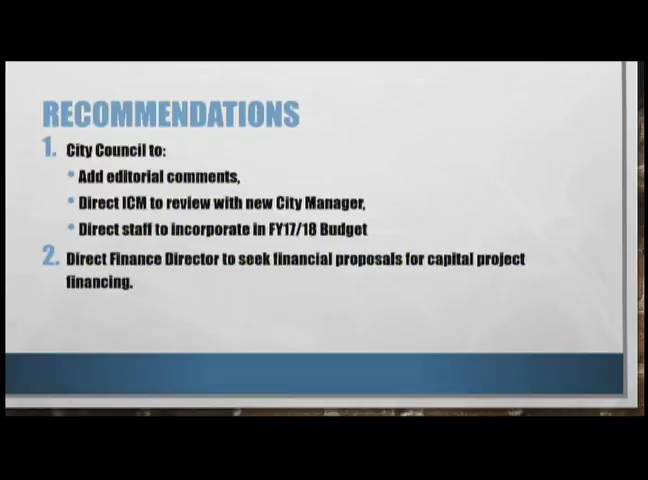 RECOMMENDATIONS
1. City Council to:
• Add editorial comments,
• Direct ICM to review with new City Manager,
• Direct staff to incorporate in FY17/18 Budget
2. Direct Finance Director to seek financial proposals for capital project
financing.